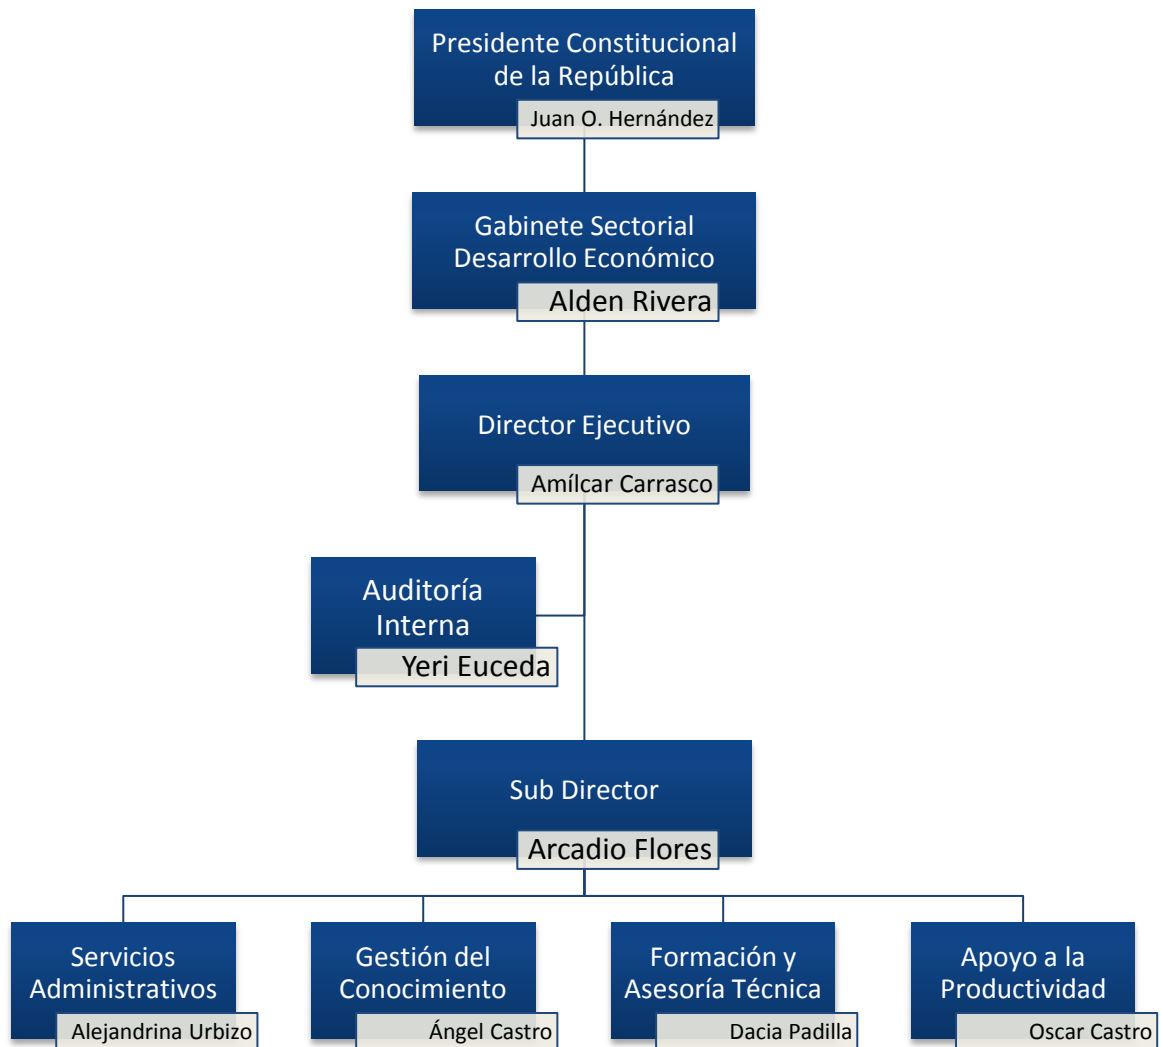 Presidente Constitucional
de la República
Juan O. Hernández
Gabinete Sectorial
Desarrollo Económico
Alden Rivera
Director Ejecutivo
Amílcar Carrasco
Auditoría
Interna
Yeri Euceda
Sub Director
Arcadio Flores
Servicios
Administrativos
Alejandrina Urbizo
Gestión del
Conocimiento
Ángel Castro
Formación y
Asesoría Técnica
Dacia Padilla
Apoyo a la
Productividad
Oscar Castro